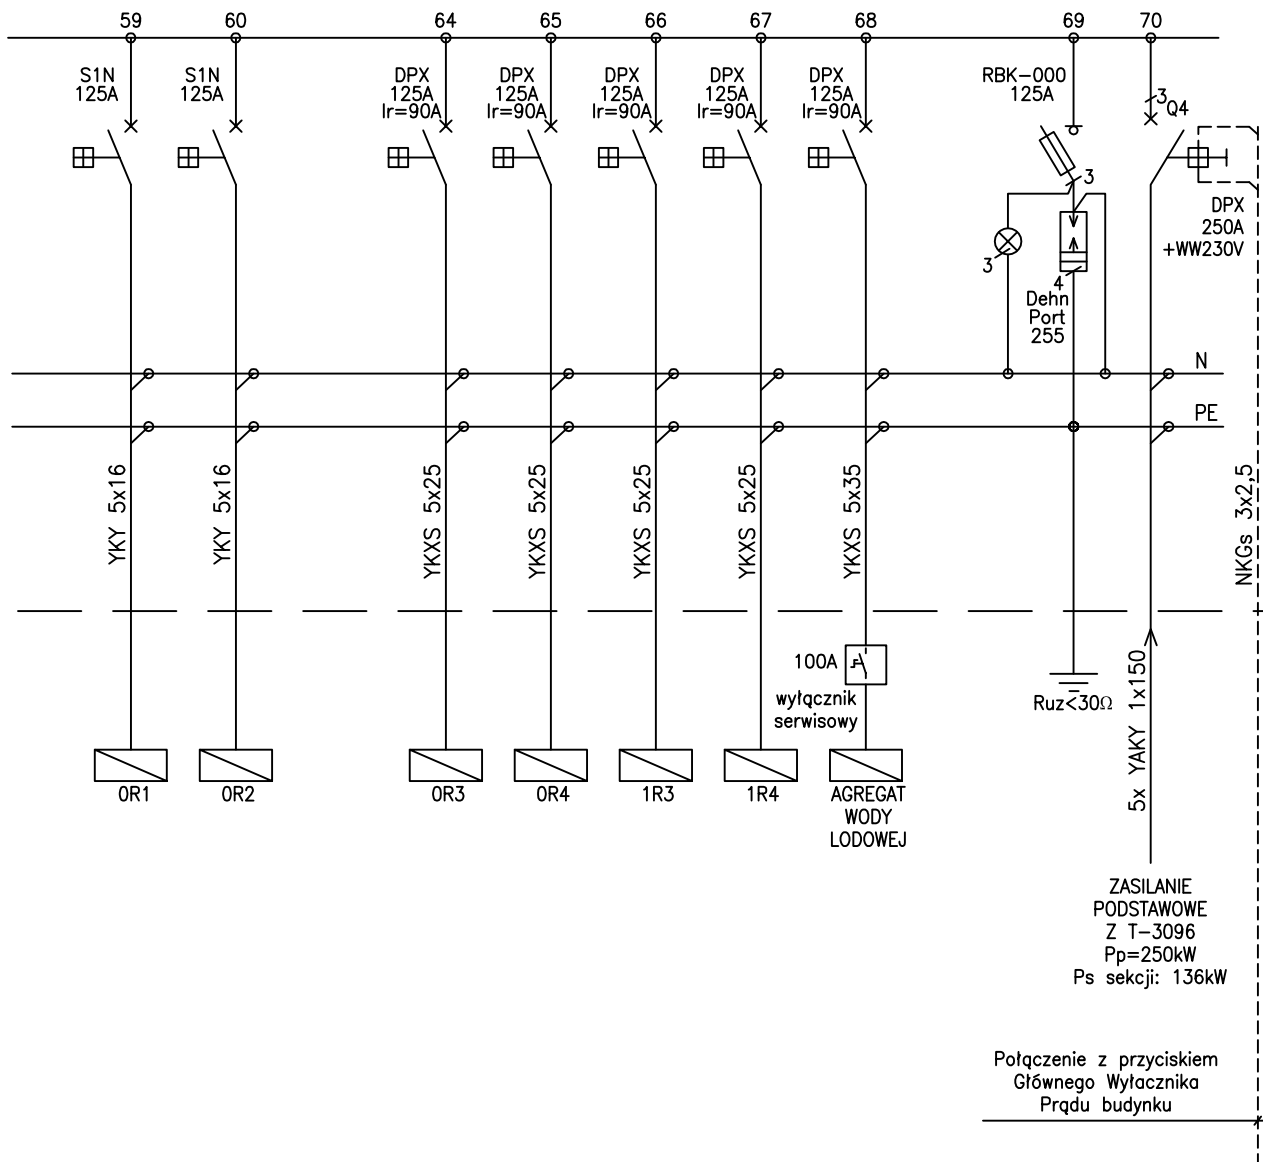 59 60 64 65 66 67 68 69 70
S1N
125A
S1N
125A
DPX
125A
Ir=90A
DPX
125A
Ir=90A
DPX
125A
Ir=90A
DPX
125A
Ir=90A
DPX
125A
Ir=90A
RBK-000
125A
3
Q4
3
3
4
Dehn
Port
255
DPX
250A
+WW230V
N
PE
YKY 5x16
YKY 5x16
YKXS 5x25
YKXS 5x25
YKXS 5x25
YKXS 5x25
YKXS 5x35
NKGs 3x2,5
100A
wyłącznik
serwisowy
Ruz<30Ω
5x YAKY 1x150
0R1
0R2
0R3
0R4
1R3
1R4
AGREGAT
WODY
LODOWEJ
ZASILANIE
PODSTAWOWE
Z T-3096
Pp=250kW
Ps sekcji: 136kW
Połączenie z przyciskiem
Głównego Wyłacznika
Prądu budynku